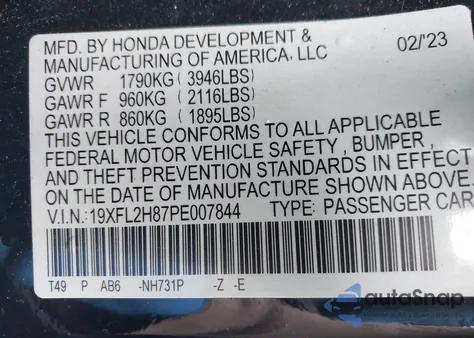 MFD. BY HONDA DEVELOPMENT & MANUFACTURING OF AMERICA, LLC 02/'23
GVWR 1790KG (3946LBS)
GAWR F 960KG (2116LBS)
GAWR R 860KG (1895LBS)
THIS VEHICLE CONFORMS TO ALL APPLICABLE
FEDERAL MOTOR VEHICLE SAFETY , BUMPER ,
AND THEFT PREVENTION STANDARDS IN EFFECT
ON THE DATE OF MANUFACTURE SHOWN ABOVE.
V.I.N.:19XFL2H87PE007844 TYPE: PASSENGER CAR
T49 P AB6 -NH731P -Z -E
autoSnap